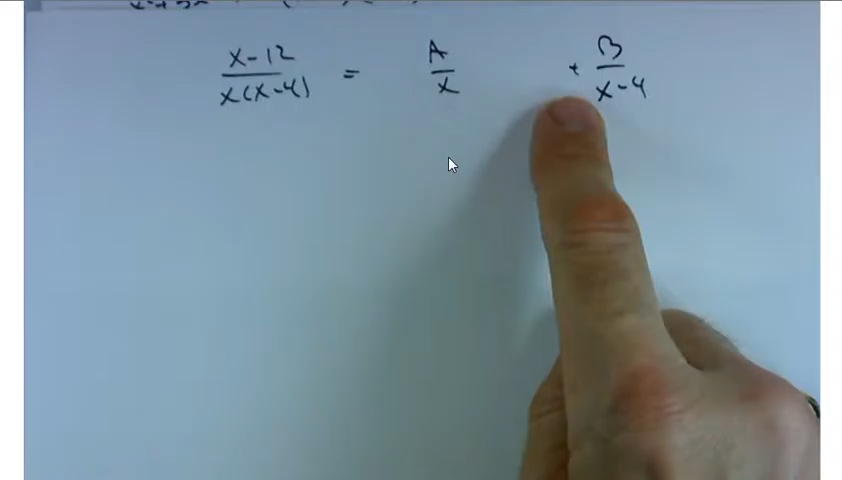 x-12 / x(x-4) = A / x + B / x-4